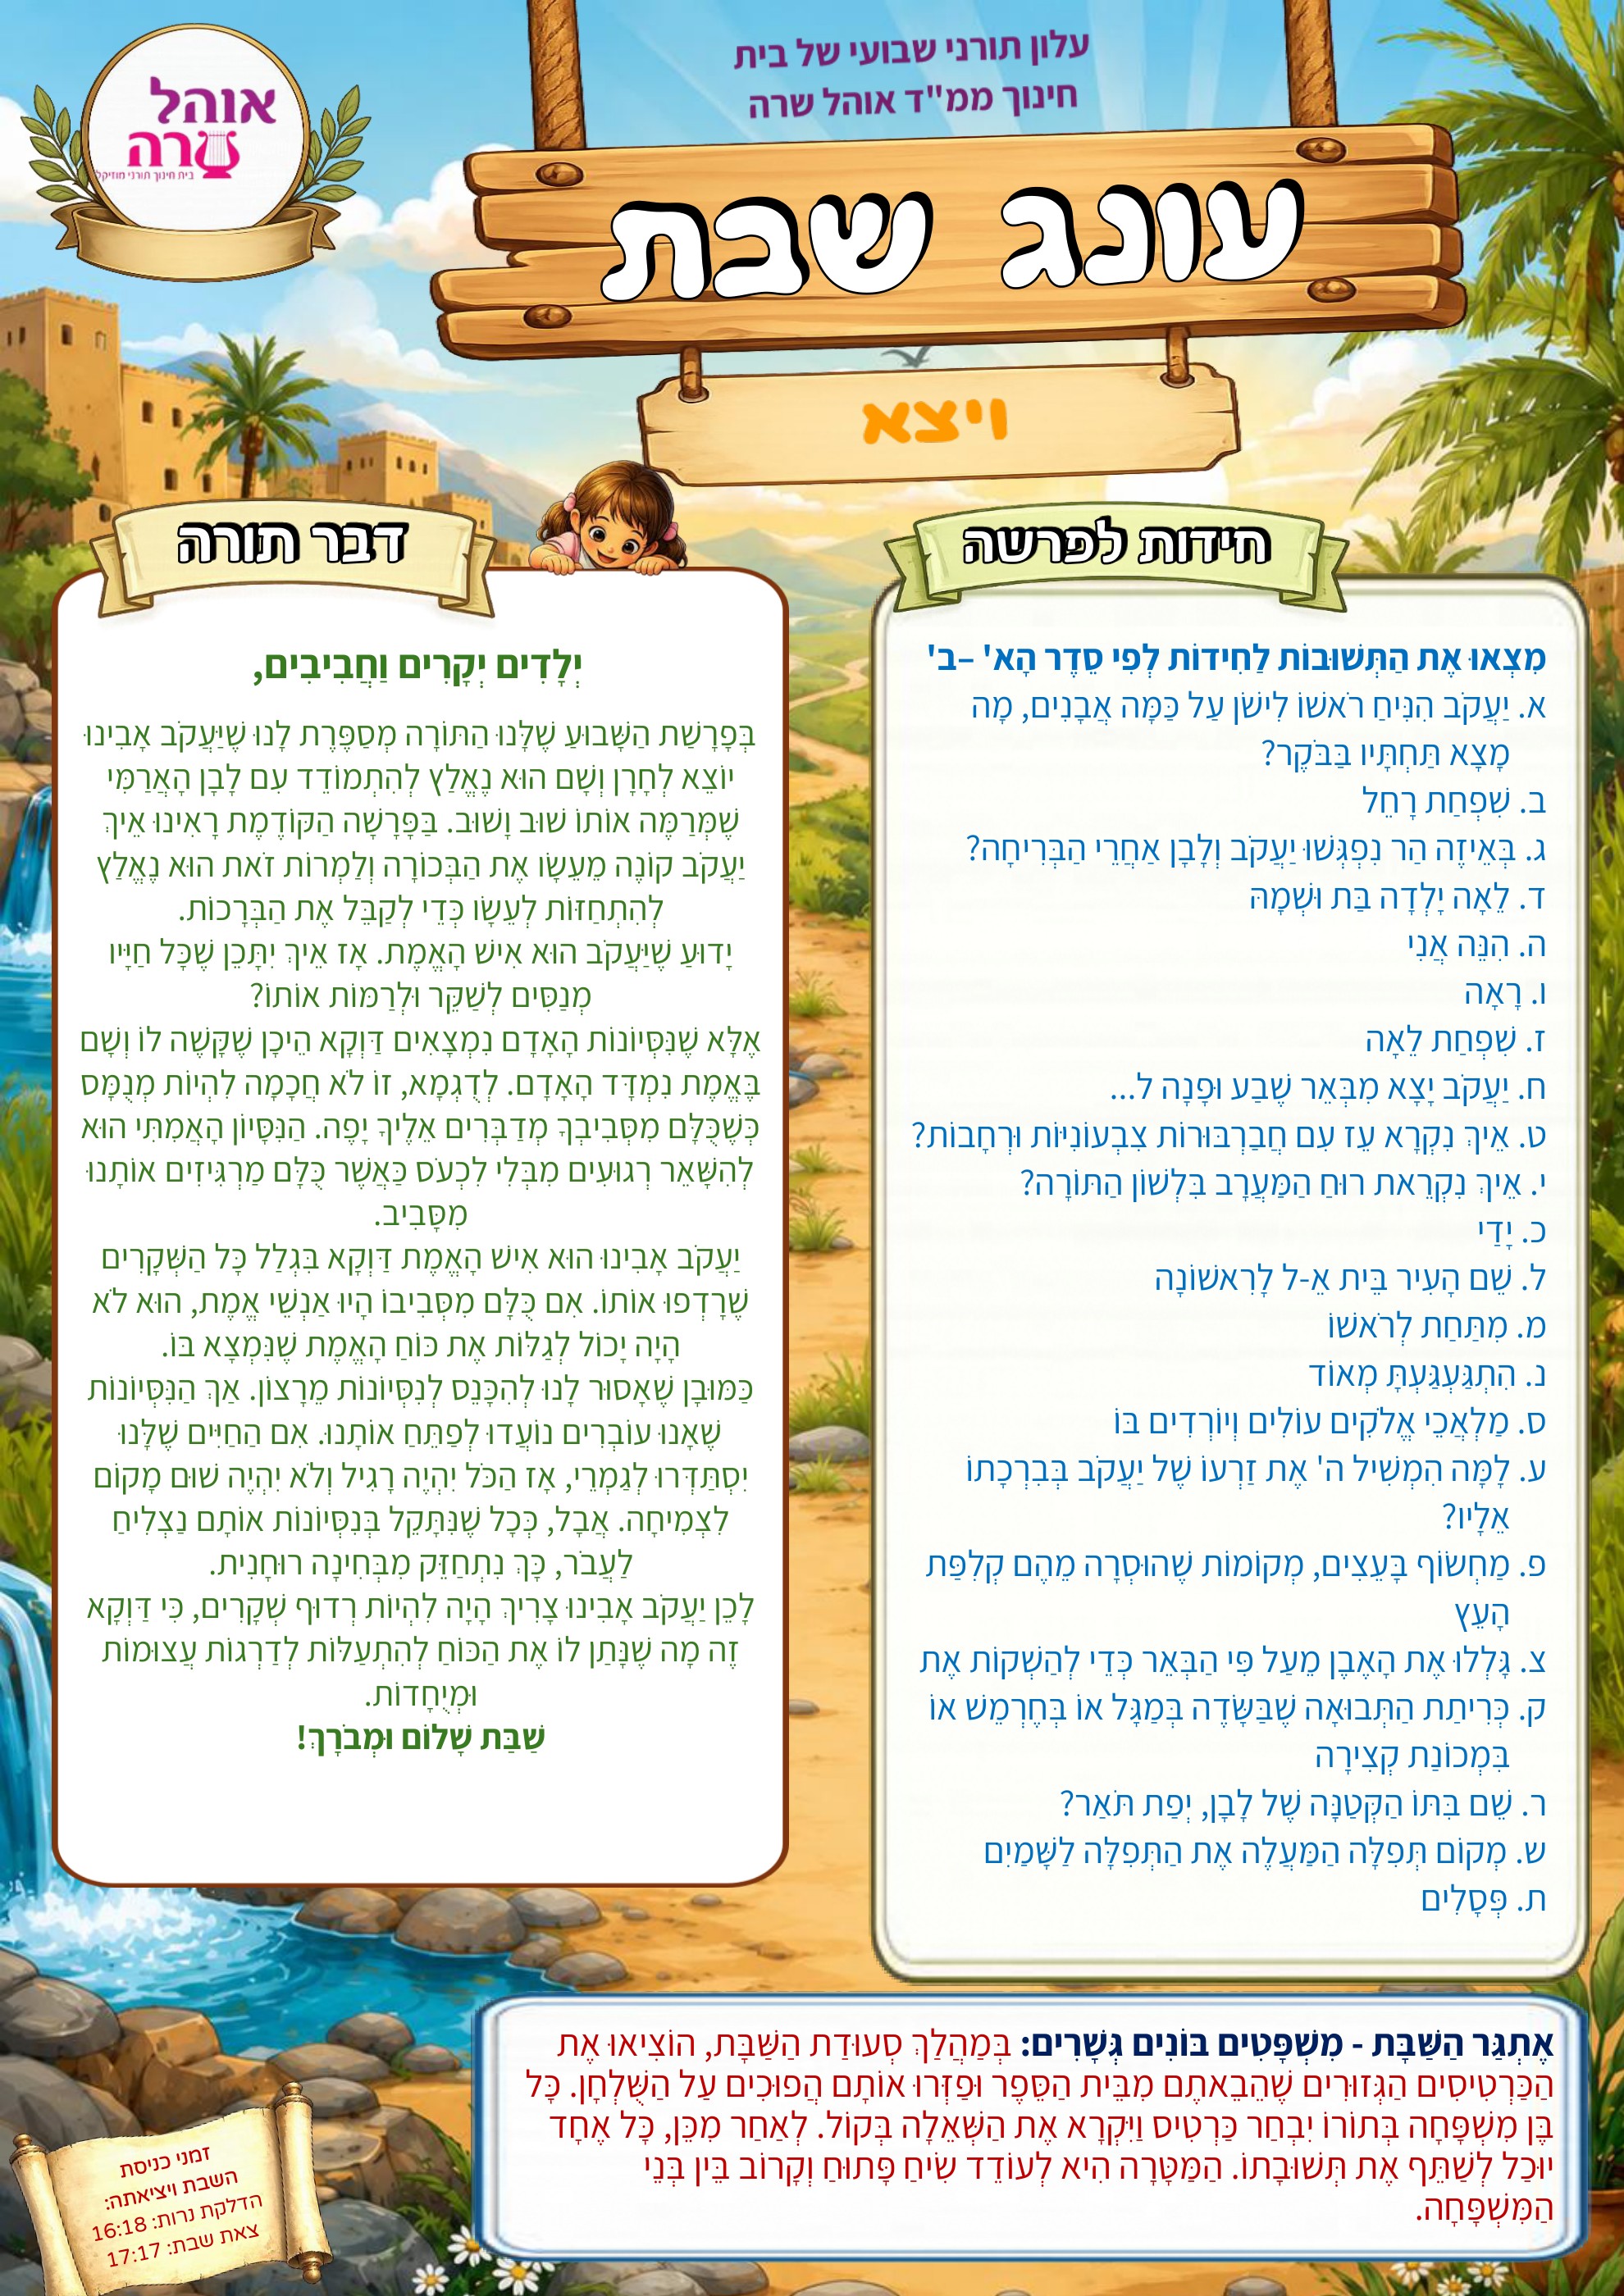 עלון תורני שבועי של בית
חינוך ממ"ד אוהל שרה
אוהל
שרה
בית חינוך תורני מוזיקלי
עונג שבת
ויצא
חידות לפרשה
מִצְאוּ אֶת הַתְּשׁוּבוֹת לַחִידוֹת לְפִי סֵדֶר הָא' –ב'
א. יַעֲקֹב הִנִּיחַ רֹאשׁוֹ לִישֹׁן עַל כַּמָּה אֲבָנִים, מָה
מָצָא תַּחְתָּיו בַּבֹּקֶר?
ב. שִׁפְחַת רָחֵל
ג. בְּאֵיזֶה הַר נִפְגְּשׁוּ יַעֲקֹב וְלָבָן אַחֲרֵי הַבְּרִיחָה?
ד. לֵאָה יָלְדָה בַּת וּשְׁמָהּ
ה. הִנֵּה אֲנִי
ו. רָאָה
ז. שִׁפְחַת לֵאָה
ח. יַעֲקֹב יָצָא מִבְּאֵר שֶׁבַע וּפָנָה ל...
ט. אֵיךְ נִקְרָא עֵז עִם חֲבַרְבּוּרוֹת צִבְעוֹנִיּוֹת וּרְחָבוֹת?
י. אֵיךְ נִקְרֵאת רוּחַ הַמַּעֲרָב בִּלְשׁוֹן הַתּוֹרָה?
כ. יָדַי
ל. שֵׁם הָעִיר בֵּית אֵ-ל לָרִאשׁוֹנָה
מ. מִתַּחַת לְרֹאשׁוֹ
נ. הִתְגַּעְגַּעְתָּ מְאוֹד
ס. מַלְאֲכֵי אֱלֹקִים עוֹלִים וְיוֹרְדִים בּוֹ
ע. לָמָּה הִמְשִׁיל ה' אֶת זַרְעוֹ שֶׁל יַעֲקֹב בְּבִרְכָתוֹ
אֵלָיו?
פ. מַחְשׂוֹף בָּעֵצִים, מְקוֹמוֹת שֶׁהוּסְרָה מֵהֶם קְלִפַּת
הָעֵץ
צ. גָּלְלוּ אֶת הָאֶבֶן מֵעַל פִּי הַבְּאֵר כְּדֵי לְהַשְׁקוֹת אֶת
ק. כְּרִיתַת הַתְּבוּאָה שֶׁבַּשָּׂדֶה בְּמַגָּל אוֹ בְּחֶרְמֵשׁ אוֹ
בִּמְכוֹנַת קְצִירָה
ר. שֵׁם בִּתּוֹ הַקְּטַנָּה שֶׁל לָבָן, יְפַת תֹּאַר?
ש. מְקוֹם תְּפִלָּה הַמַּעֲלֶה אֶת הַתְּפִלָּה לַשָּׁמַיִם
ת. פְּסָלִים
דבר תורה
יְלָדִים יְקָרִים וַחֲבִיבִים,
בְּפָרָשַׁת הַשָּׁבוּעַ שֶׁלָּנוּ הַתּוֹרָה מְסַפֶּרֶת לָנוּ שֶׁיַּעֲקֹב אָבִינוּ
יוֹצֵא לְחָרָן וְשָׁם הוּא נֶאֱלַץ לְהִתְמוֹדֵד עִם לָבָן הָאֲרַמִּי
שֶׁמְּרַמֶּה אוֹתוֹ שׁוּב וָשׁוּב. בַּפָּרָשָׁה הַקּוֹדֶמֶת רָאִינוּ אֵיךְ
יַעֲקֹב קוֹנֶה מֵעֵשָׂו אֶת הַבְּכוֹרָה וְלַמְרוֹת זֹאת הוּא נֶאֱלַץ
לְהִתְחַזּוֹת לְעֵשָׂו כְּדֵי לְקַבֵּל אֶת הַבְּרָכוֹת.
יָדוּעַ שֶׁיַּעֲקֹב הוּא אִישׁ הָאֱמֶת. אָז אֵיךְ יִתָּכֵן שֶׁכָּל חַיָּיו
מְנַסִּים לְשַׁקֵּר וּלְרַמּוֹת אוֹתוֹ?
אֶלָּא שֶׁנִּסְיוֹנוֹת הָאָדָם נִמְצָאִים דַּוְקָא הֵיכָן שֶׁקָּשֶׁה לוֹ וְשָׁם
בֶּאֱמֶת נִמְדָּד הָאָדָם. לְדֻגְמָא, זוֹ לֹא חֲכָמָה לִהְיוֹת מְנֻמָּס
כְּשֶׁכֻּלָּם מִסְּבִיבְךָ מְדַבְּרִים אֵלֶיךָ יָפֶה. הַנִּסָּיוֹן הָאֲמִתִּי הוּא
לְהִשָּׁאֵר רְגוּעִים מִבְּלִי לִכְעֹס כַּאֲשֶׁר כֻּלָּם מַרְגִּיזִים אוֹתָנוּ
מִסָּבִיב.
יַעֲקֹב אָבִינוּ הוּא אִישׁ הָאֱמֶת דַּוְקָא בִּגְלַל כָּל הַשְּׁקָרִים
שֶׁרָדְפוּ אוֹתוֹ. אִם כֻּלָּם מִסְּבִיבוֹ הָיוּ אַנְשֵׁי אֱמֶת, הוּא לֹא
הָיָה יָכוֹל לְגַלּוֹת אֶת כּוֹחַ הָאֱמֶת שֶׁנִּמְצָא בּוֹ.
כַּמּוּבָן שֶׁאָסוּר לָנוּ לְהִכָּנֵס לְנִסְיוֹנוֹת מֵרָצוֹן. אַךְ הַנִּסְיוֹנוֹת
שֶׁאָנוּ עוֹבְרִים נוֹעֲדוּ לְפַתֵּחַ אוֹתָנוּ. אִם הַחַיִּים שֶׁלָּנוּ
יִסְתַּדְּרוּ לְגַמְרֵי, אָז הַכֹּל יִהְיֶה רָגִיל וְלֹא יִהְיֶה שׁוּם מָקוֹם
לִצְמִיחָה. אֲבָל, כְּכָל שֶׁנִּתָּקֵל בְּנִסְיוֹנוֹת אוֹתָם נַצְלִיחַ
לַעֲבֹר, כָּךְ נִתְחַזֵּק מִבְּחִינָה רוּחָנִית.
לָכֵן יַעֲקֹב אָבִינוּ צָרִיךְ הָיָה לִהְיוֹת רְדוּף שְׁקָרִים, כִּי דַּוְקָא
זֶה מָה שֶׁנָּתַן לוֹ אֶת הַכּוֹחַ לְהִתְעַלּוֹת לְדַרְגוֹת עֲצוּמוֹת
וּמְיֻחָדוֹת.
שַׁבַּת שָׁלוֹם וּמְבֹרָךְ!
אֶתְגַּר הַשַּׁבָּת - מִשְׁפָּטִים בּוֹנִים גְּשָׁרִים: בְּמַהֲלַךְ סְעוּדַת הַשַּׁבָּת, הוֹצִיאוּ אֶת
הַכַּרְטִיסִים הַגְּזוּרִים שֶׁהֵבֵאתֶם מִבֵּית הַסֵּפֶר וּפַזְּרוּ אוֹתָם הֲפוּכִים עַל הַשֻּׁלְחָן. כָּל
בֶּן מִשְׁפָּחָה בְּתוֹרוֹ יִבְחַר כַּרְטִיס וַיִּקְרָא אֶת הַשְּׁאֵלָה בְּקוֹל. לְאַחַר מִכֵּן, כָּל אֶחָד
יוּכַל לְשַׁתֵּף אֶת תְּשׁוּבָתוֹ. הַמַּטָּרָה הִיא לְעוֹדֵד שִׂיחַ פָּתוּחַ וְקָרוֹב בֵּין בְּנֵי
הַמִּשְׁפָּחָה.
זמני כניסת
השבת ויציאתה:
הדלקת נרות: 16:18
צאת שבת: 17:17